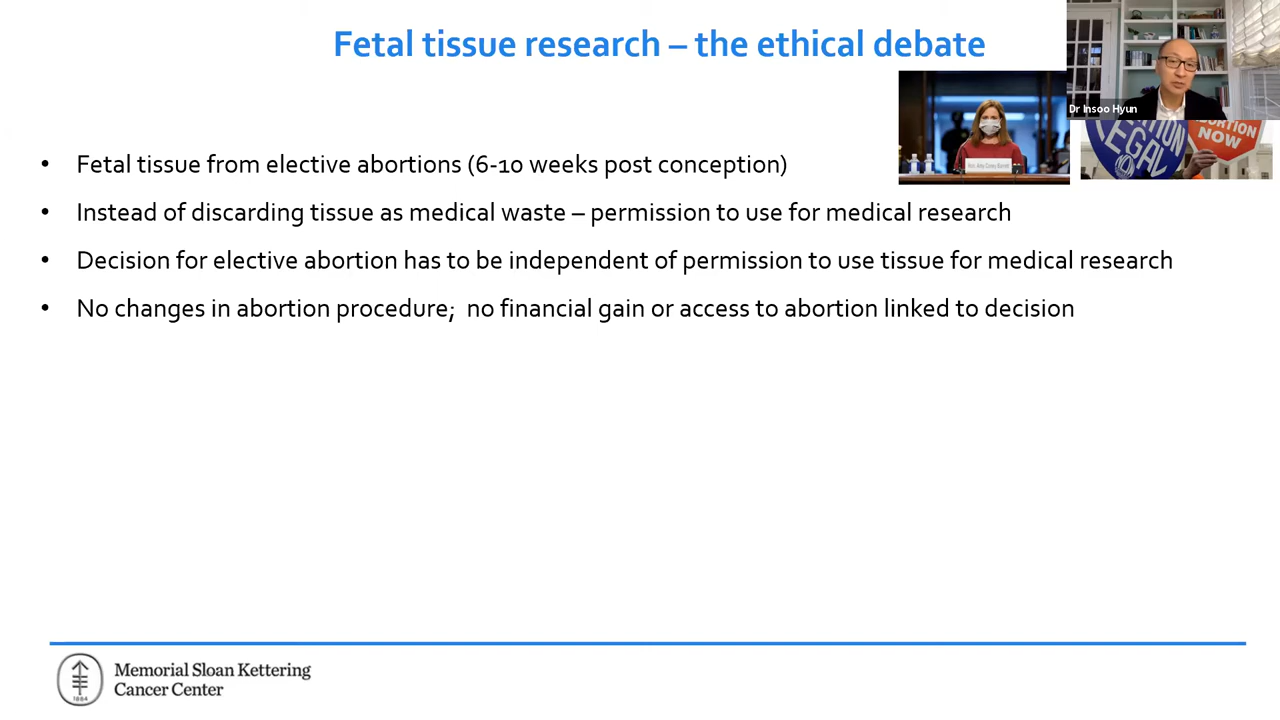 Fetal tissue research – the ethical debate
Dr Insoo Hyun
LEGAL
ABORTION
NOW
• Fetal tissue from elective abortions (6-10 weeks post conception)
• Instead of discarding tissue as medical waste – permission to use for medical research
• Decision for elective abortion has to be independent of permission to use tissue for medical research
• No changes in abortion procedure; no financial gain or access to abortion linked to decision
1884
Memorial Sloan Kettering
Cancer Center